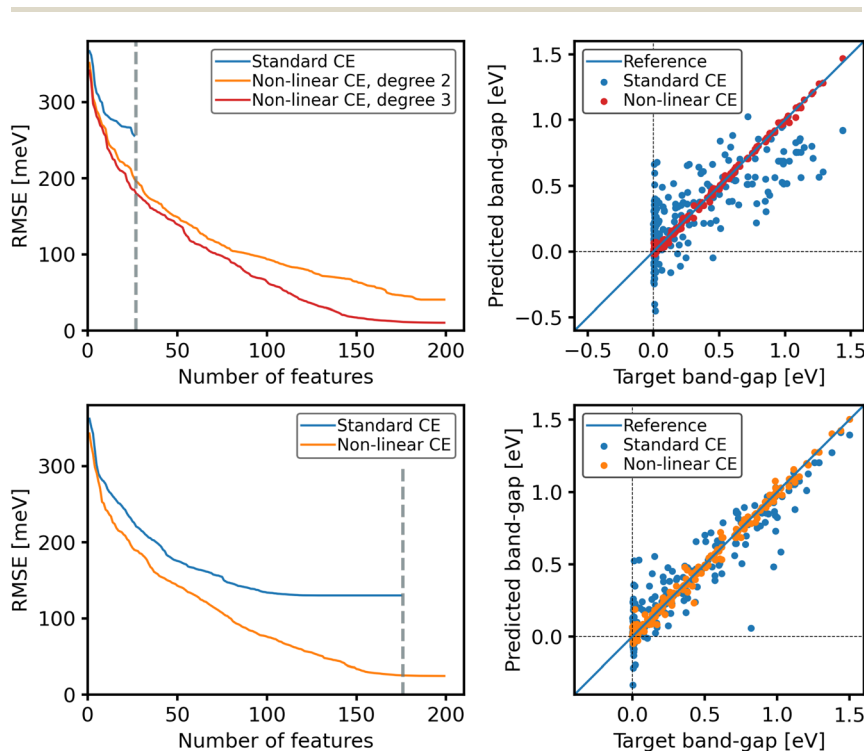 Standard CE
Non-linear CE, degree 2
Non-linear CE, degree 3
RMSE [meV]
300
200
100
0
0
50
100
150
200
Number of features
Reference
Standard CE
Non-linear CE
Predicted band-gap [eV]
1.5
1.0
0.5
0.0
−0.5
−0.5
0.0
0.5
1.0
1.5
Target band-gap [eV]
Standard CE
Non-linear CE
RMSE [meV]
300
200
100
0
0
50
100
150
200
Number of features
Reference
Standard CE
Non-linear CE
Predicted band-gap [eV]
1.5
1.0
0.5
0.0
0.0
0.5
1.0
1.5
Target band-gap [eV]